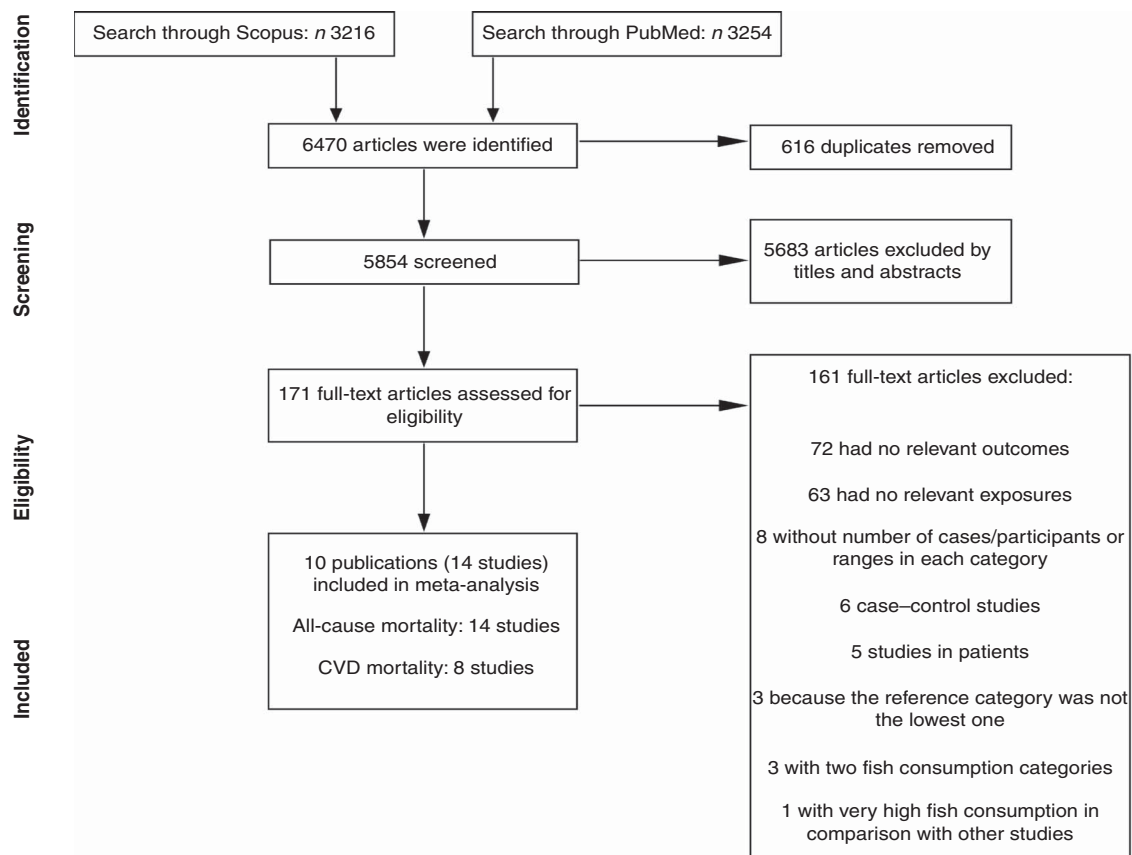 Identification
Search through Scopus: n 3216
Search through PubMed: n 3254
6470 articles were identified
616 duplicates removed
Screening
5854 screened
5683 articles excluded by
titles and abstracts
Eligibility
171 full-text articles assessed for
eligibility
161 full-text articles excluded:
72 had no relevant outcomes
63 had no relevant exposures
8 without number of cases/participants or
ranges in each category
6 case–control studies
5 studies in patients
3 because the reference category was not
the lowest one
3 with two fish consumption categories
1 with very high fish consumption in
comparison with other studies
Included
10 publications (14 studies)
included in meta-analysis
All-cause mortality: 14 studies
CVD mortality: 8 studies